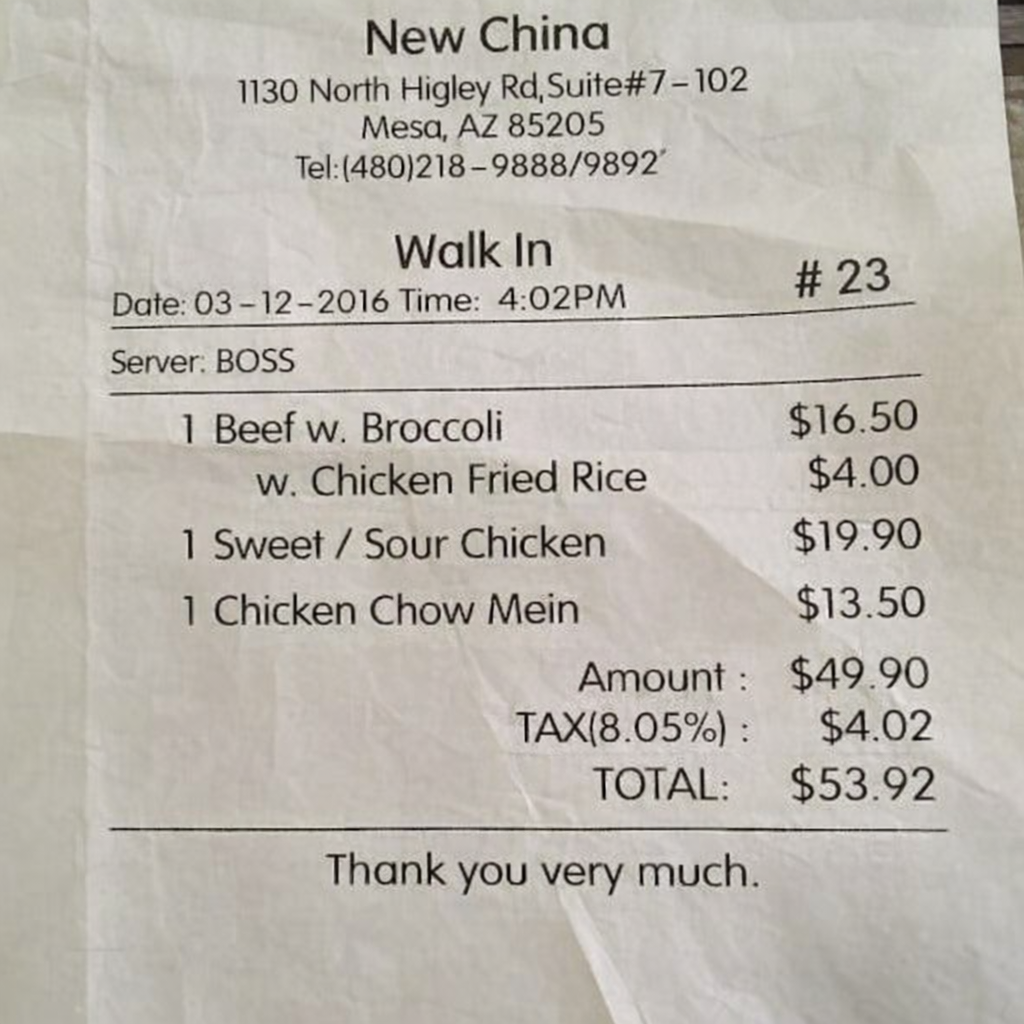 New China
1130 North Higley Rd,Suite#7-102
Mesa, AZ 85205
Tel:(480)218-9888/9892
Walk In
# 23
Date: 03-12-2016 Time: 4:02PM
Server: BOSS
1 Beef w. Broccoli $16.50
w. Chicken Fried Rice $4.00
1 Sweet / Sour Chicken $19.90
1 Chicken Chow Mein $13.50
Amount : $49.90
TAX(8.05%) : $4.02
TOTAL: $53.92
Thank you very much.